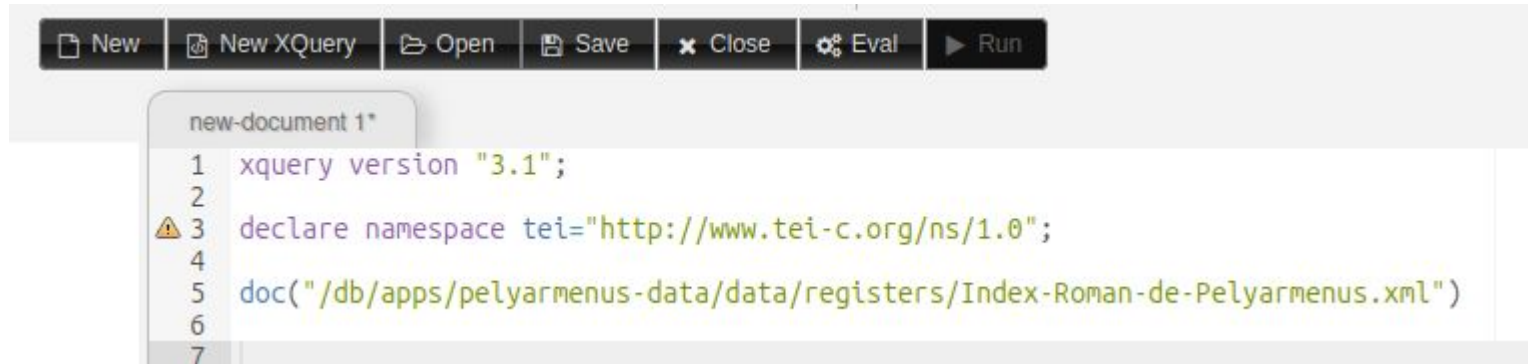 New New XQuery Open Save Close Eval Run
new-document 1*
1 xquery version "3.1";
2
3 declare namespace tei="http://www.tei-c.org/ns/1.0";
4
5 doc("/db/apps/pelyarmenus-data/data/registers/Index-Roman-de-Pelyarmenus.xml")
6
7